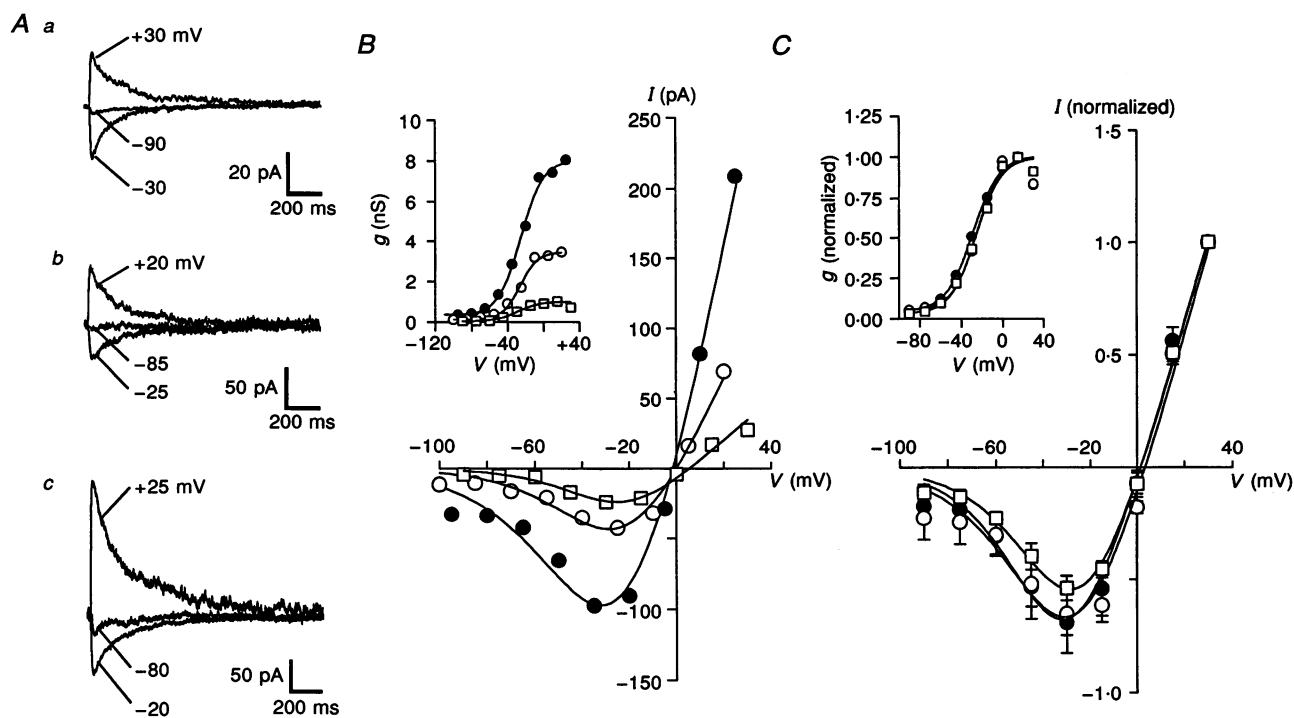 A a
+30 mV
−90
−30
20 pA
200 ms
b
+20 mV
−85
−25
50 pA
200 ms
c
+25 mV
−80
−20
50 pA
200 ms
B
I (pA)
250
200
150
100
50
−100
−60
−20
40
V (mV)
−100
−150
10
8
6
4
2
0
g (nS)
−120
−40
+40
V (mV)
C
I (normalized)
1·5
1·0
0·5
−100
−60
−20
40
V (mV)
−1·0
1·25
1·00
0·75
0·50
0·25
0·00
g (normalized)
−80
−40
0
40
V (mV)